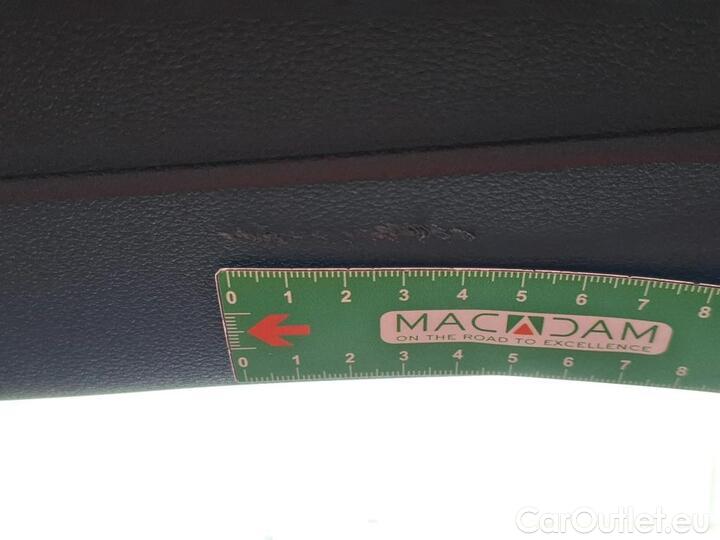 0 1 2 3 4 5 6 7 8
MACADAM
ON THE ROAD TO EXCELLENCE
0 1 2 3 4 5 6 7 8
CarOutlet.eu